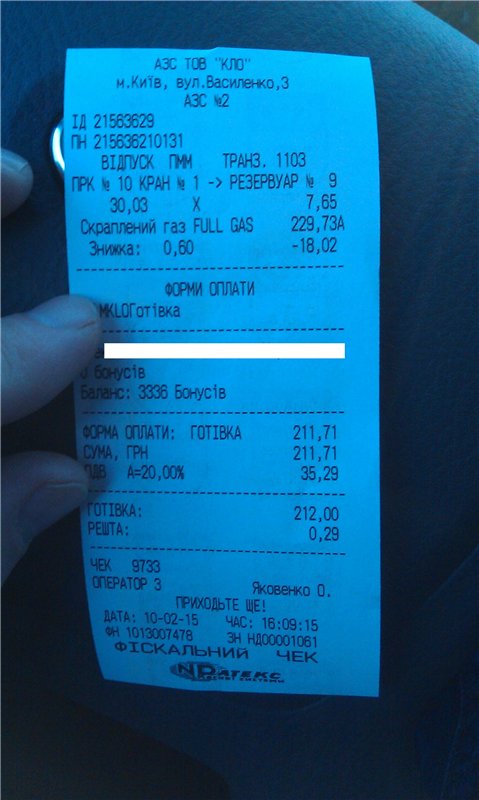 АЗС ТОВ "КЛО"
м.Київ, вул.Василенко,3
АЗС №2
ІД 21563629
ПН 215636210131
ВІДПУСК ПММ ТРАНЗ. 1103
ПРК № 10 КРАН № 1 -> РЕЗЕРВУАР № 9
30,03 X 7,65
Скраплений газ FULL GAS 229,73А
Знижка: 0,60 -18,02
ФОРМИ ОПЛАТИ
MKLOГотівка
бонусів
Баланс: 3336 Бонусів
ФОРМА ОПЛАТИ: ГОТІВКА 211,71
СУМА, ГРН 211,71
ПДВ А=20,00% 35,29
ГОТІВКА: 212,00
РЕШТА: 0,29
ЧЕК 9733
ОПЕРАТОР 3 Яковенко О.
ПРИХОДЬТЕ ЩЕ!
ДАТА: 10-02-15 ЧАС: 16:09:15
ФН 1013007478 ЗН НД00001061
ФІСКАЛЬНИЙ ЧЕК